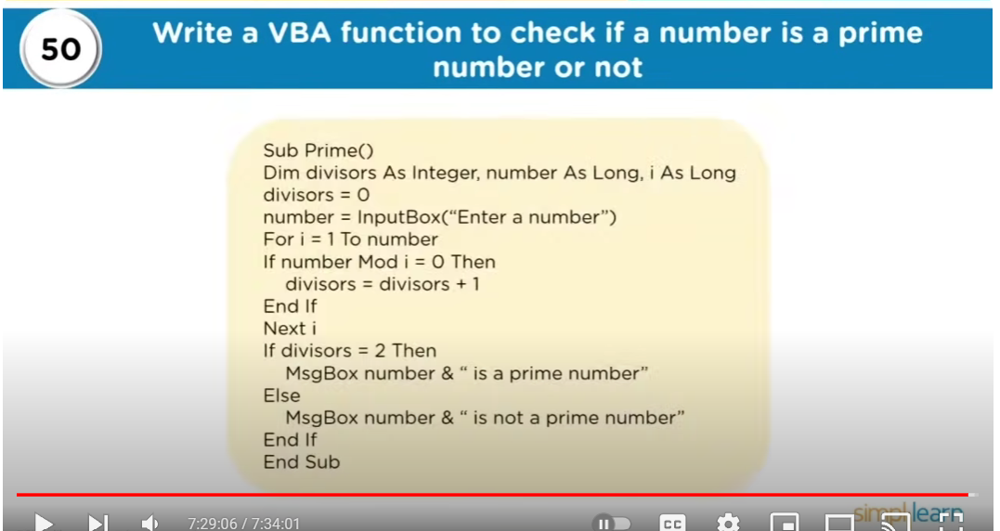 50
Write a VBA function to check if a number is a prime
number or not
Sub Prime()
Dim divisors As Integer, number As Long, i As Long
divisors = 0
number = InputBox(“Enter a number”)
For i = 1 To number
If number Mod i = 0 Then
divisors = divisors + 1
End If
Next i
If divisors = 2 Then
MsgBox number & “ is a prime number”
Else
MsgBox number & “ is not a prime number”
End If
End Sub
7:29:06 / 7:34:01
CC
simplilearn